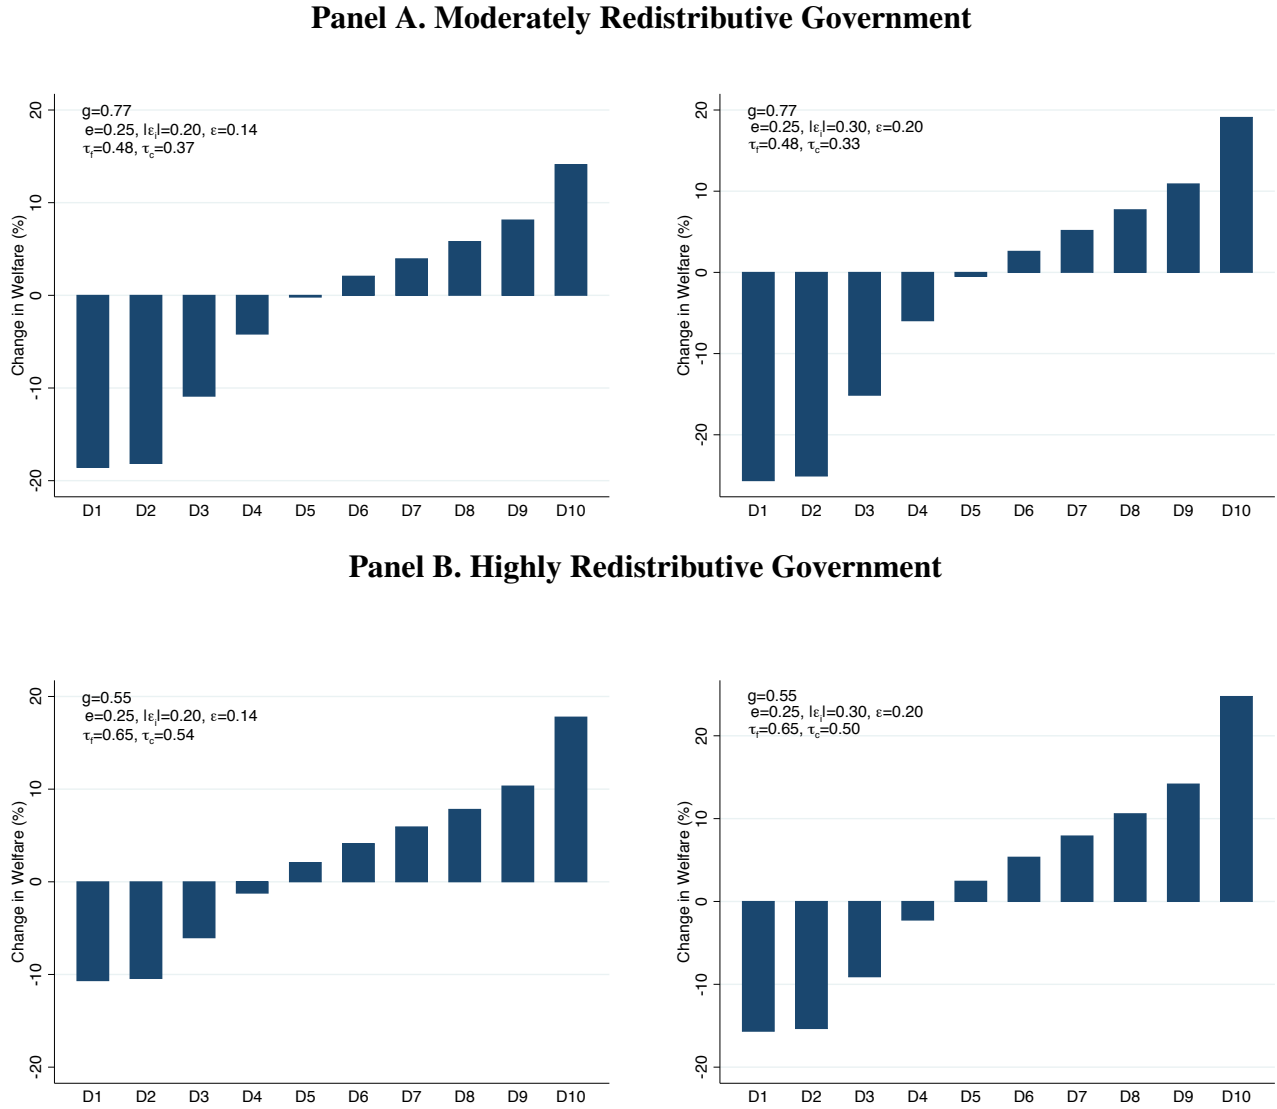 Panel A. Moderately Redistributive Government
g=0.77
e=0.25, |εᵢ|=0.20, ε=0.14
τf=0.48, τc=0.37
Change in Welfare (%)
20
10
0
-10
-20
D1 D2 D3 D4 D5 D6 D7 D8 D9 D10
g=0.77
e=0.25, |εᵢ|=0.30, ε=0.20
τf=0.48, τc=0.33
Change in Welfare (%)
20
10
0
-10
-20
D1 D2 D3 D4 D5 D6 D7 D8 D9 D10
Panel B. Highly Redistributive Government
g=0.55
e=0.25, |εᵢ|=0.20, ε=0.14
τf=0.65, τc=0.54
Change in Welfare (%)
20
10
0
-10
-20
D1 D2 D3 D4 D5 D6 D7 D8 D9 D10
g=0.55
e=0.25, |εᵢ|=0.30, ε=0.20
τf=0.65, τc=0.50
Change in Welfare (%)
20
10
0
-10
-20
D1 D2 D3 D4 D5 D6 D7 D8 D9 D10